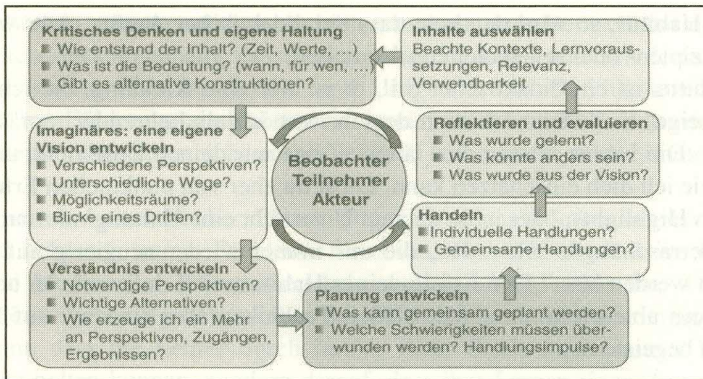 Kritisches Denken und eigene Haltung
■ Wie entstand der Inhalt? (Zeit, Werte, ...)
■ Was ist die Bedeutung? (wann, für wen, ...)
■ Gibt es alternative Konstruktionen?
Inhalte auswählen
Beachte Kontexte, Lernvoraus-
setzungen, Relevanz,
Verwendbarkeit
Imaginäres: eine eigene
Vision entwickeln
■ Verschiedene Perspektiven?
■ Unterschiedliche Wege?
■ Möglichkeitsräume?
■ Blicke eines Dritten?
Beobachter
Teilnehmer
Akteur
Reflektieren und evaluieren
■ Was wurde gelernt?
■ Was könnte anders sein?
■ Was wurde aus der Vision?
Handeln
■ Individuelle Handlungen?
■ Gemeinsame Handlungen?
Verständnis entwickeln
■ Notwendige Perspektiven?
■ Wichtige Alternativen?
■ Wie erzeuge ich ein Mehr
an Perspektiven, Zugängen,
Ergebnissen?
Planung entwickeln
■ Was kann gemeinsam geplant werden?
■ Welche Schwierigkeiten müssen über-
wunden werden? Handlungsimpulse?